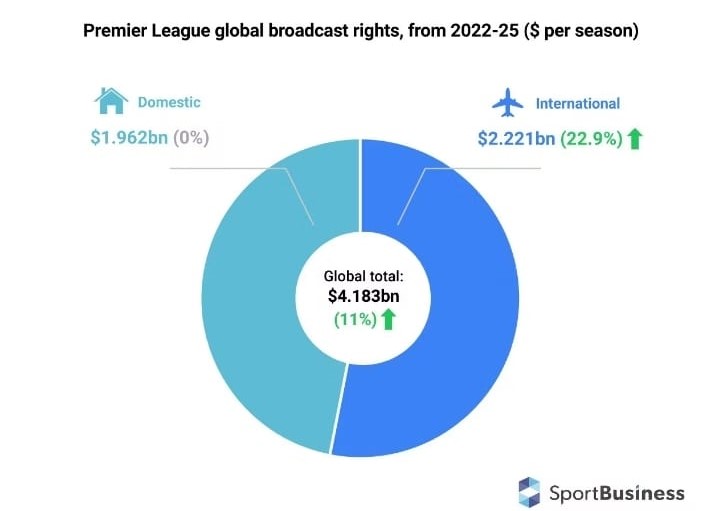 Premier League global broadcast rights, from 2022-25 ($ per season)
Domestic
$1.962bn (0%)
International
$2.221bn (22.9%)
Global total:
$4.183bn
(11%)
SportBusiness